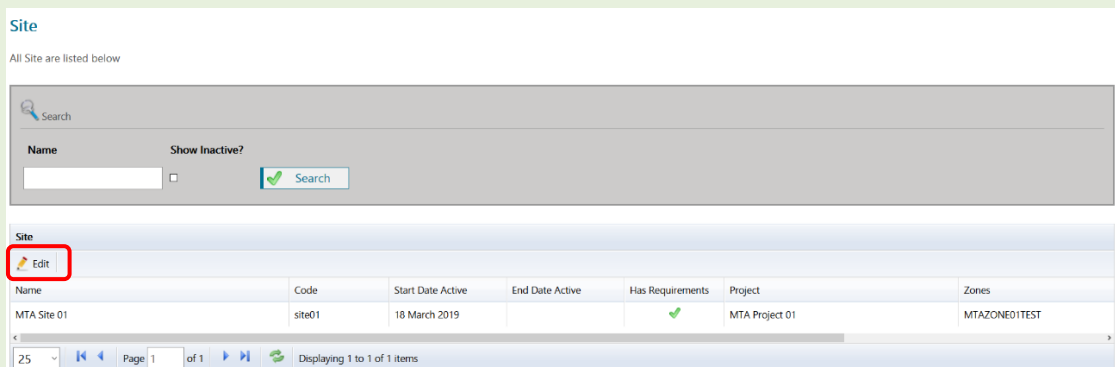 Site
All Site are listed below
Search
Name Show Inactive?
Search
Site
Edit
Name Code Start Date Active End Date Active Has Requirements Project Zones
MTA Site 01 site01 18 March 2019 MTA Project 01 MTAZONE01TEST
25 Page 1 of 1 Displaying 1 to 1 of 1 items